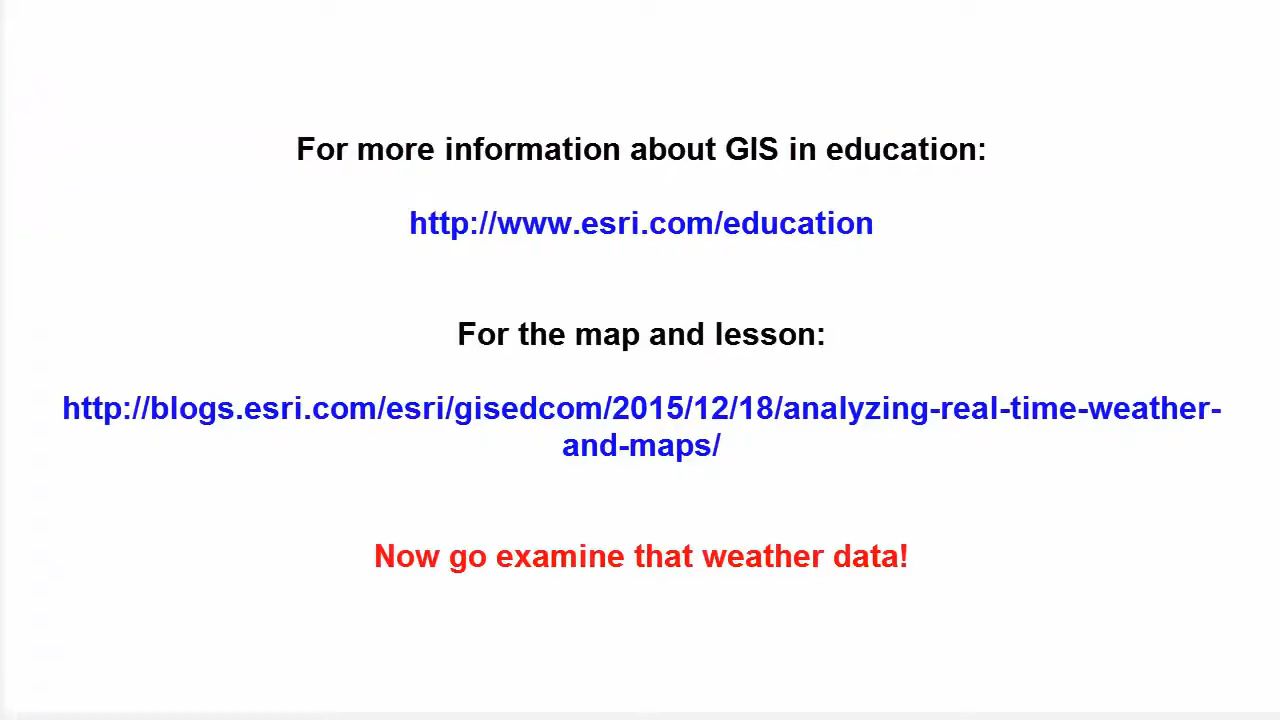 For more information about GIS in education:
http://www.esri.com/education
For the map and lesson:
http://blogs.esri.com/esri/gisedcom/2015/12/18/analyzing-real-time-weather-
and-maps/
Now go examine that weather data!